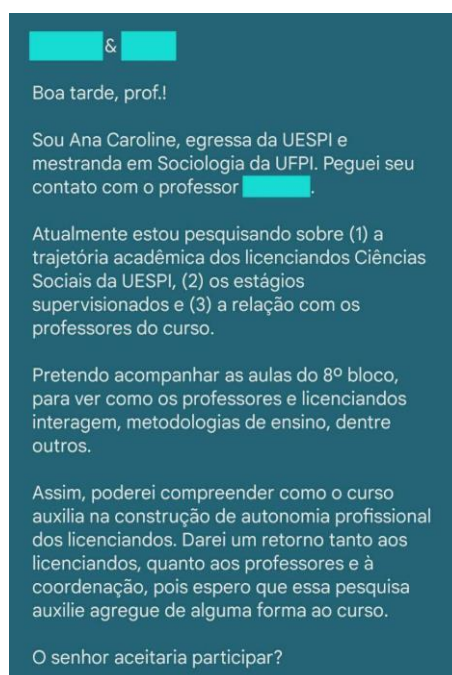 &
Boa tarde, prof.!
Sou Ana Caroline, egressa da UESPI e
mestranda em Sociologia da UFPI. Peguei seu
contato com o professor .
Atualmente estou pesquisando sobre (1) a
trajetória acadêmica dos licenciandos Ciências
Sociais da UESPI, (2) os estágios
supervisionados e (3) a relação com os
professores do curso.
Pretendo acompanhar as aulas do 8º bloco,
para ver como os professores e licenciandos
interagem, metodologias de ensino, dentre
outros.
Assim, poderei compreender como o curso
auxilia na construção de autonomia profissional
dos licenciandos. Darei um retorno tanto aos
licenciandos, quanto aos professores e à
coordenação, pois espero que essa pesquisa
auxilie agregue de alguma forma ao curso.
O senhor aceitaria participar?